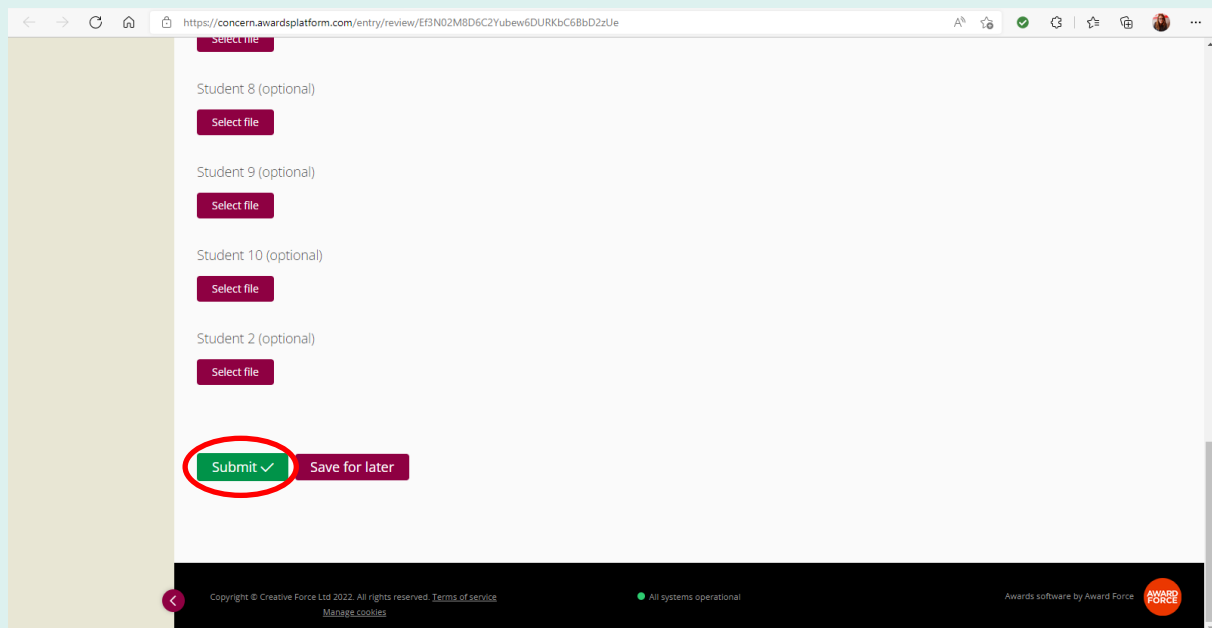 https://concern.awardsplatform.com/entry/review/Ef3N02M8D6C2Yubew6DURKbC6BbD2zUe
Select file
Student 8 (optional)
Select file
Student 9 (optional)
Select file
Student 10 (optional)
Select file
Student 2 (optional)
Select file
Submit
Save for later
Copyright © Creative Force Ltd 2022. All rights reserved. Terms of service
Manage cookies
All systems operational
Awards software by Award Force
AWARD
FORCE